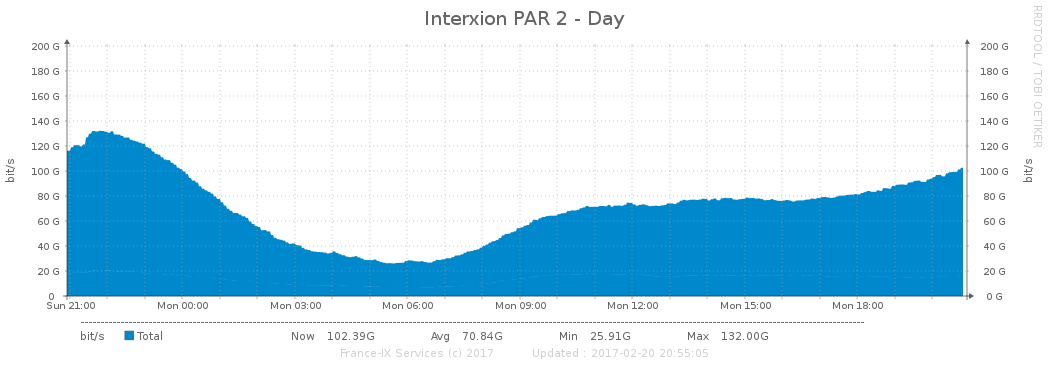 Interxion PAR 2 - Day
RRDTOOL / TOBI OETIKER
200 G 200 G
180 G 180 G
160 G 160 G
140 G 140 G
120 G 120 G
100 G 100 G
80 G 80 G
60 G 60 G
40 G 40 G
20 G 20 G
0 0 G
bit/s bit/s
Sun 21:00 Mon 00:00 Mon 03:00 Mon 06:00 Mon 09:00 Mon 12:00 Mon 15:00 Mon 18:00
bit/s Total Now 102.39G Avg 70.84G Min 25.91G Max 132.00G
France-IX Services (c) 2017 Updated : 2017-02-20 20:55:05